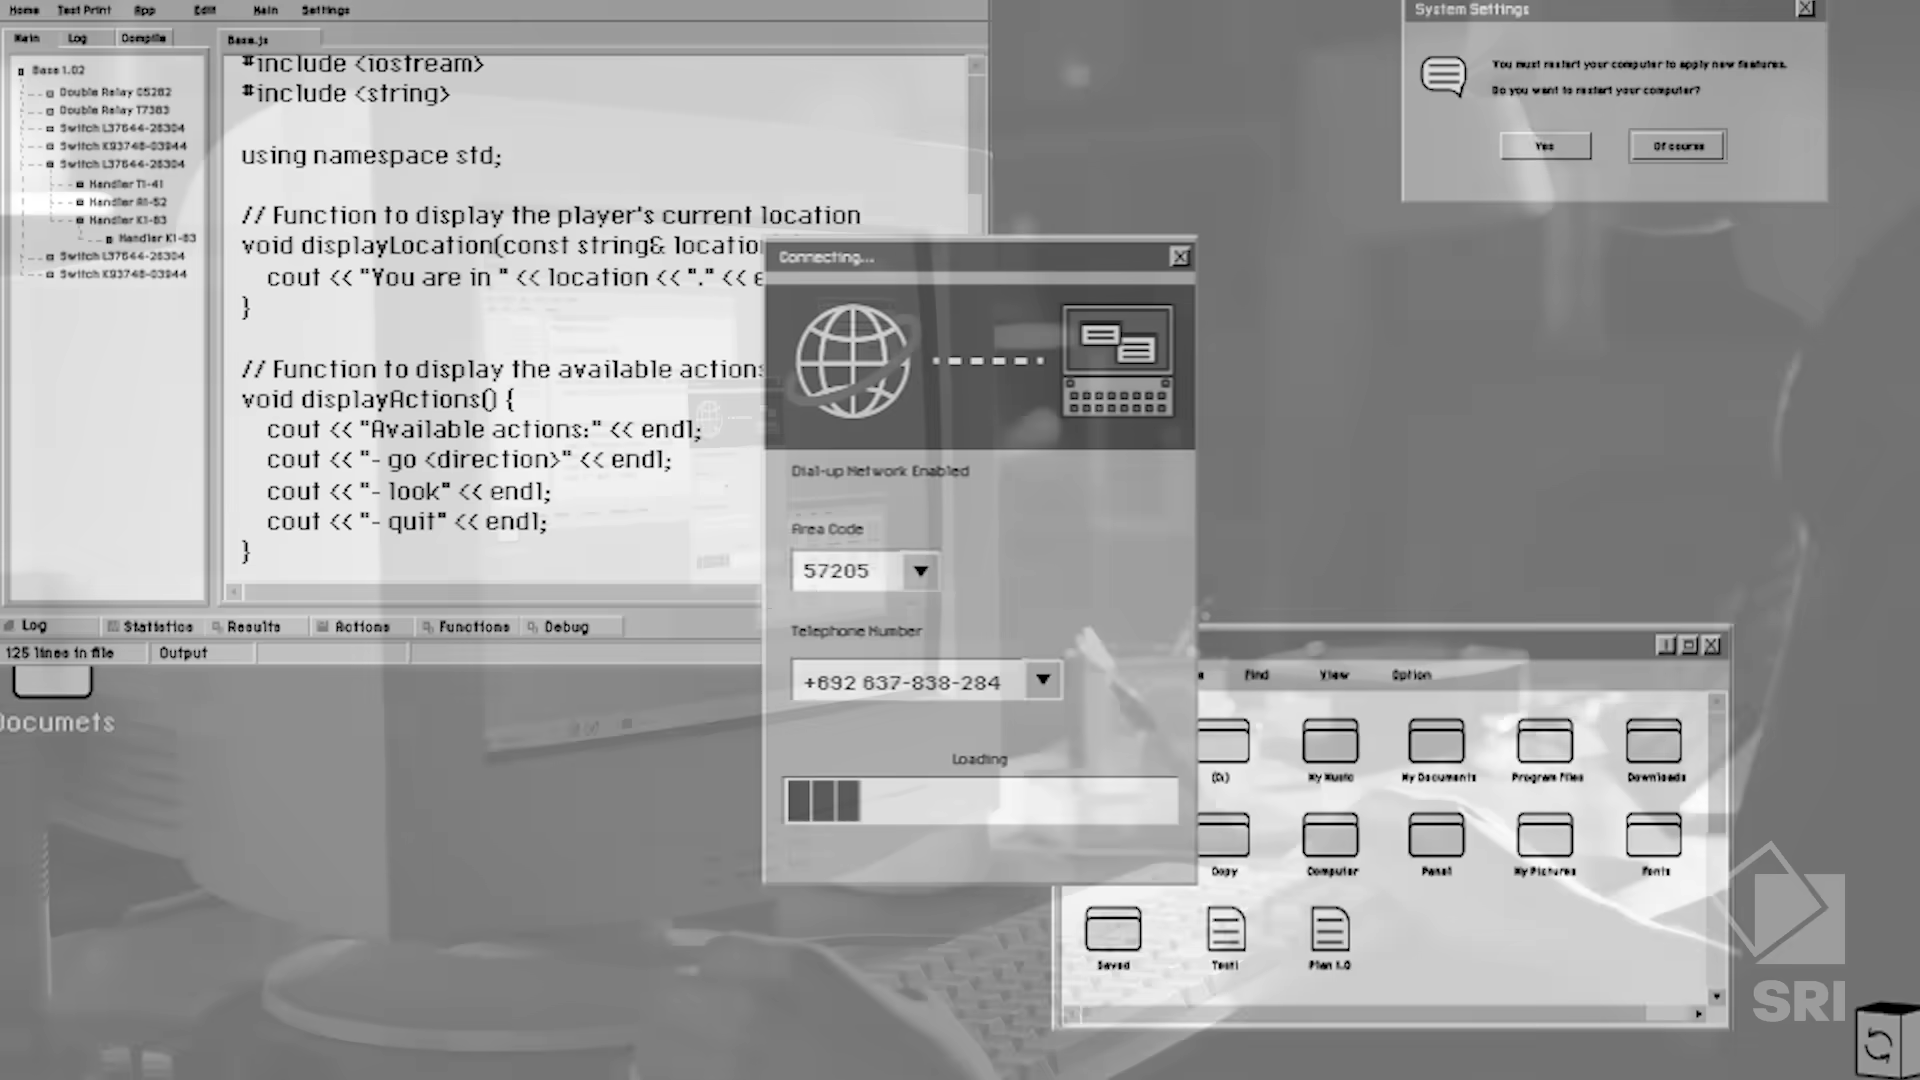 Home Test Print App Edit Main Settings
Main Log Compile
Base.js
Base 1.02
Double Relay 05282
Double Relay T7383
Switch L37644-28304
Switch K93748-03944
Switch L37644-28304
Handler T1-41
Handler A1-52
Handler K1-83
Handler K1-83
Switch L37644-28304
Switch K93748-03944
#include <iostream>
#include <string>
using namespace std;
// Function to display the player's current location
void displayLocation(const string& locatio
cout << "You are in " << location << "." << e
}
// Function to display the available actions
void displayActions() {
cout << "Available actions:" << endl;
cout << "- go <direction>" << endl;
cout << "- look" << endl;
cout << "- quit" << endl;
}
Log Statistics Results Actions Functions Debug
125 lines in file Output
Documets
System Settings
You must restart your computer to apply new features.
Do you want to restart your computer?
Yes Of course
Connecting...
Dial-up Network Enabled
Area Code
57205
Telephone Number
+692 637-838-284
Loading
Find View Option
(D:) My Music My Documents Program Files Downloads
Copy Computer Panel My Pictures Fonts
Saved Test1 Plan 1.0
SRI